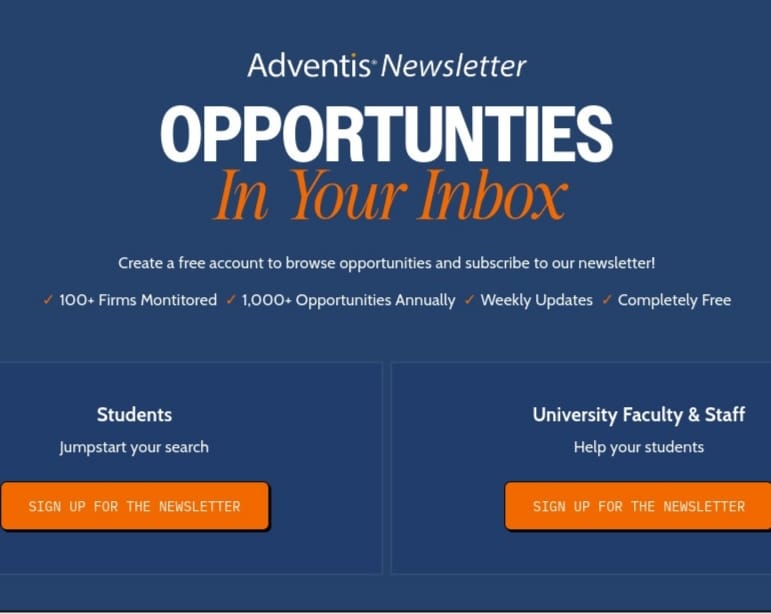 Adventis® Newsletter
OPPORTUNTIES
In Your Inbox
Create a free account to browse opportunities and subscribe to our newsletter!
✓ 100+ Firms Montitored ✓ 1,000+ Opportunities Annually ✓ Weekly Updates ✓ Completely Free
Students
Jumpstart your search
SIGN UP FOR THE NEWSLETTER
University Faculty & Staff
Help your students
SIGN UP FOR THE NEWSLETTER